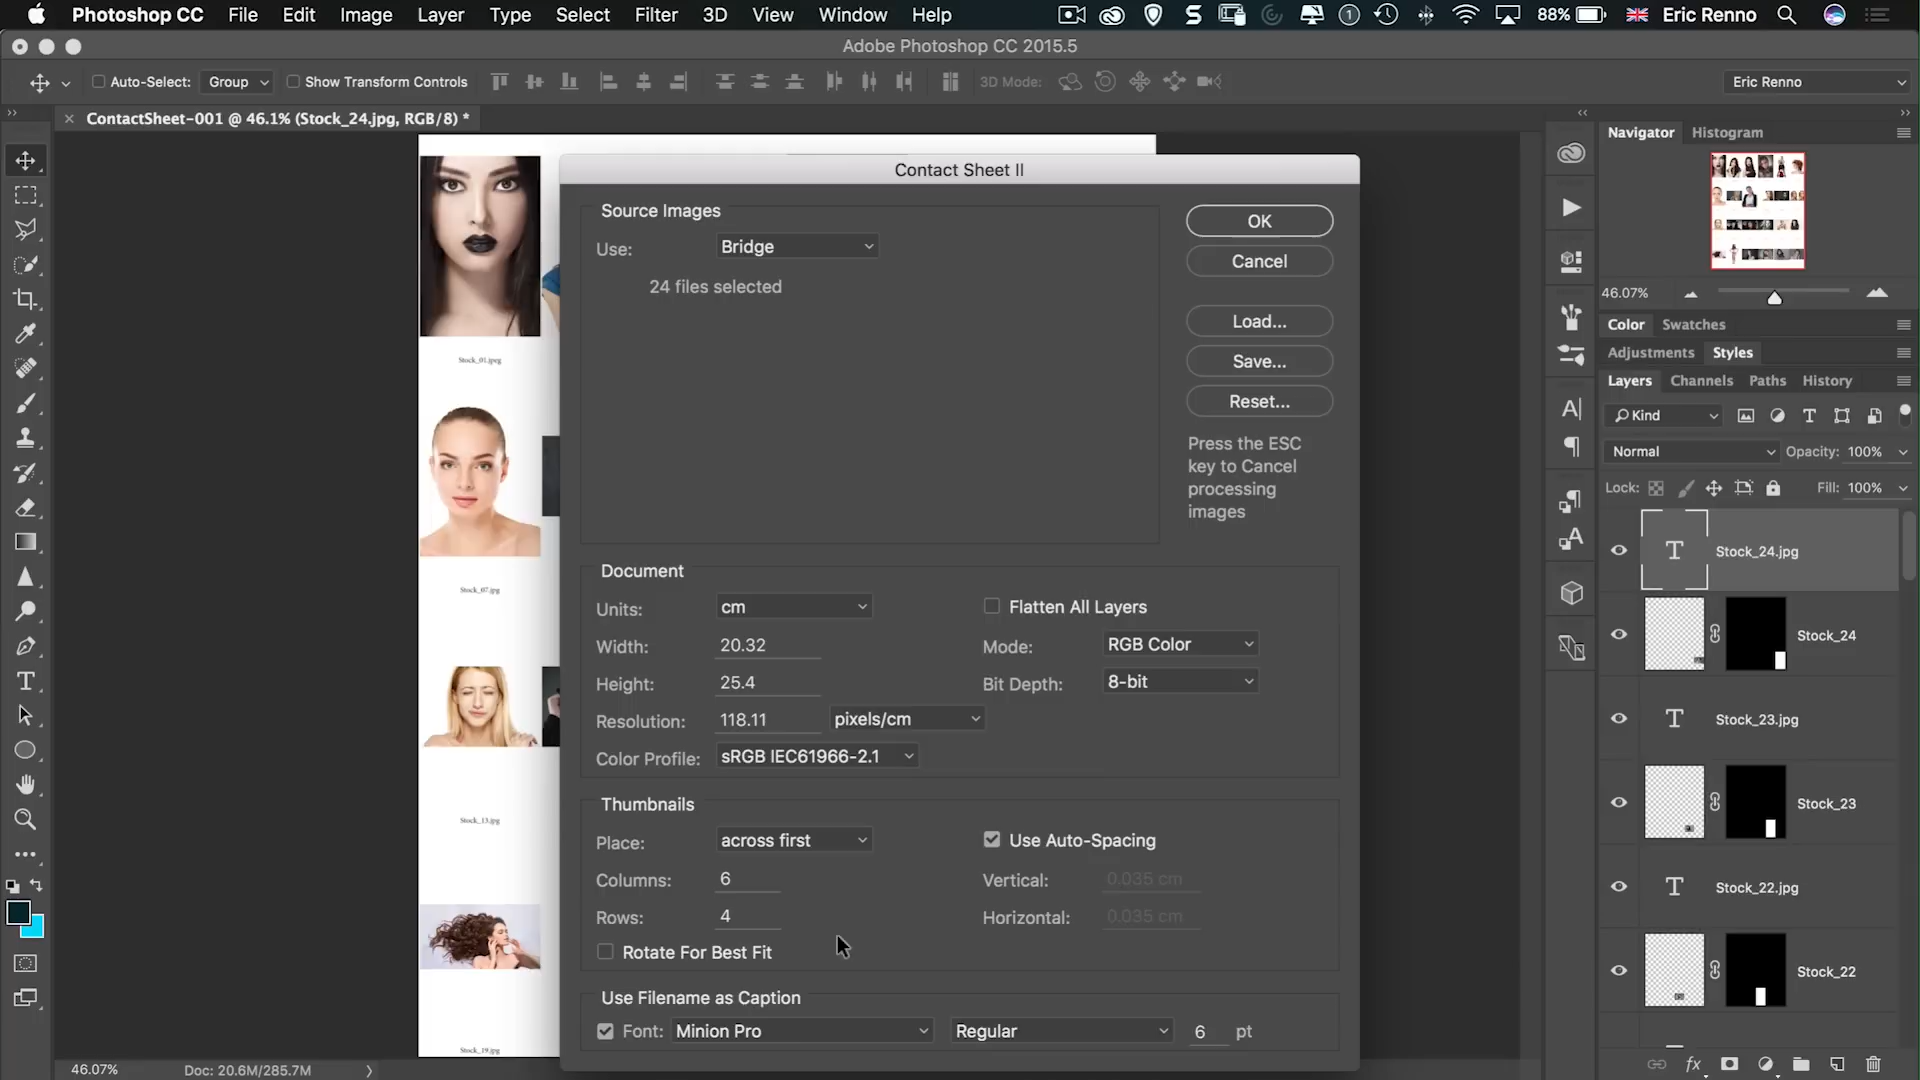 Photoshop CC File Edit Image Layer Type Select Filter 3D View Window Help 88% Eric Renno
Adobe Photoshop CC 2015.5
Auto-Select: Group Show Transform Controls 3D Mode: Eric Renno
ContactSheet-001 @ 46.1% (Stock_24.jpg, RGB/8) *
Stock_01.jpeg
Stock_07.jpg
Stock_13.jpg
Stock_19.jpg
46.07% Doc: 20.6M/285.7M
Contact Sheet II
Source Images
Use: Bridge
24 files selected
OK
Cancel
Load...
Save...
Reset...
Press the ESC
key to Cancel
processing
images
Document
Units: cm
Width: 20.32
Height: 25.4
Resolution: 118.11 pixels/cm
Color Profile: sRGB IEC61966-2.1
Flatten All Layers
Mode: RGB Color
Bit Depth: 8-bit
Thumbnails
Place: across first
Columns: 6
Rows: 4
Rotate For Best Fit
Use Auto-Spacing
Vertical: 0.035 cm
Horizontal: 0.035 cm
Use Filename as Caption
Font: Minion Pro Regular 6 pt
Navigator Histogram
46.07%
Color Swatches
Adjustments Styles
Layers Channels Paths History
Kind
Normal Opacity: 100%
Lock: Fill: 100%
Stock_24.jpg
Stock_24
Stock_23.jpg
Stock_23
Stock_22.jpg
Stock_22